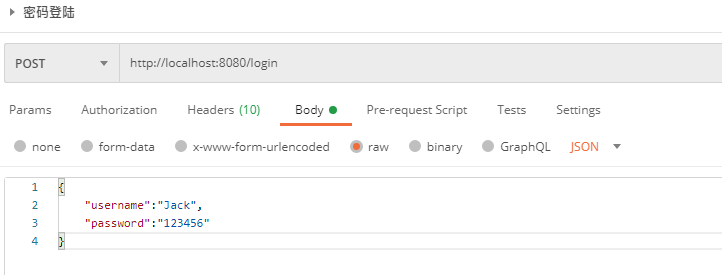 密码登陆
POST http://localhost:8080/login
Params Authorization Headers (10) Body Pre-request Script Tests Settings
none form-data x-www-form-urlencoded raw binary GraphQL JSON
1 {
2 "username":"Jack",
3 "password":"123456"
4 }